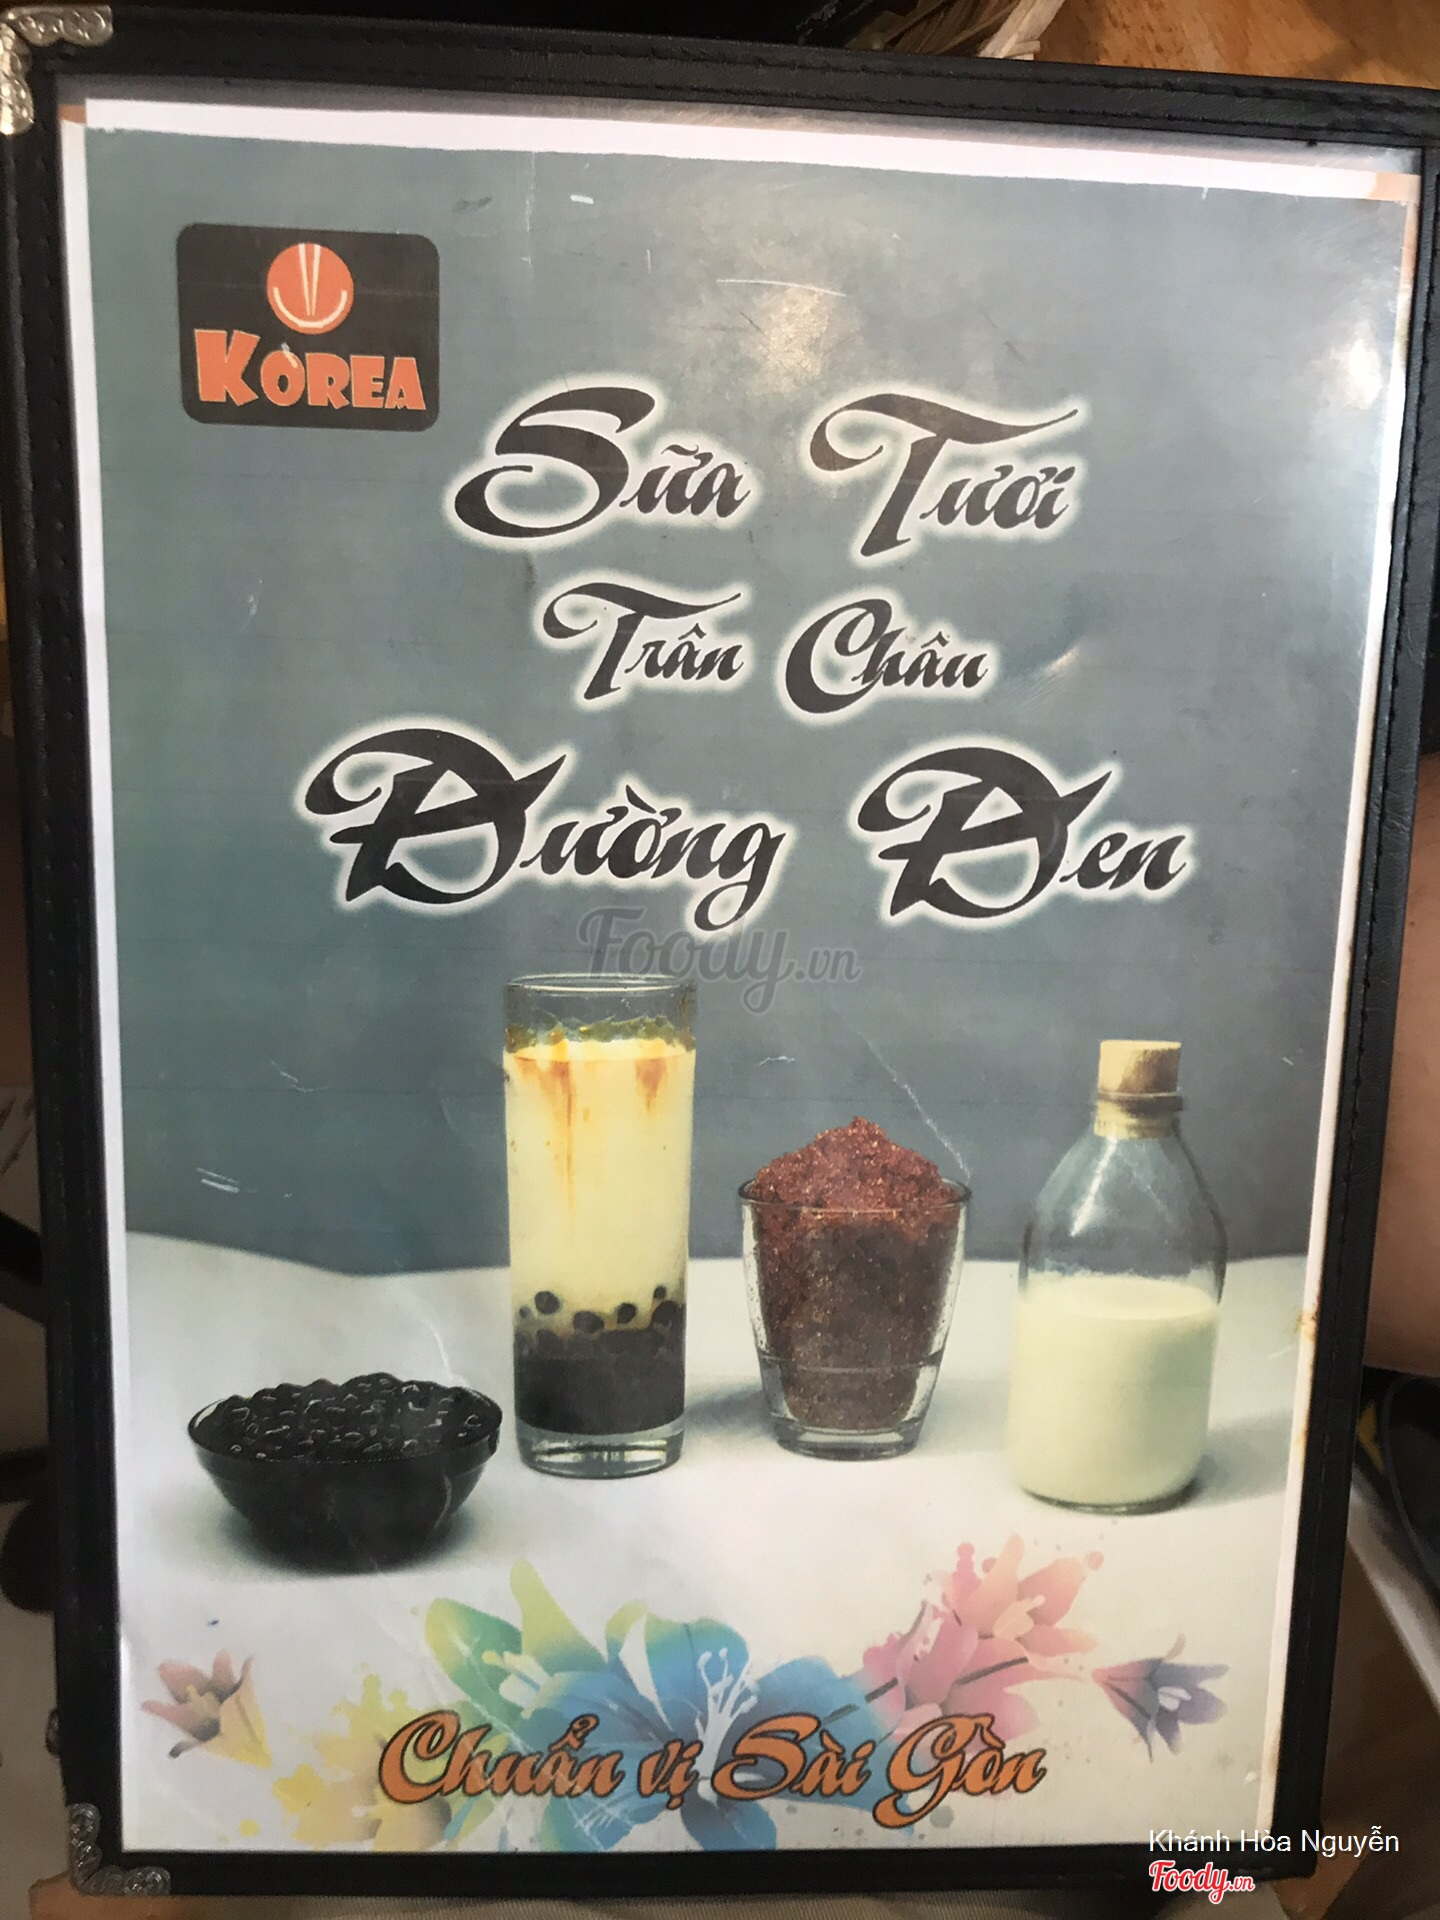 KOREA
Sữa Tươi
Trân Châu
Đường Đen
Foody.vn
Chuẩn vị Sài Gòn
Khánh Hòa Nguyễn
Foody.vn